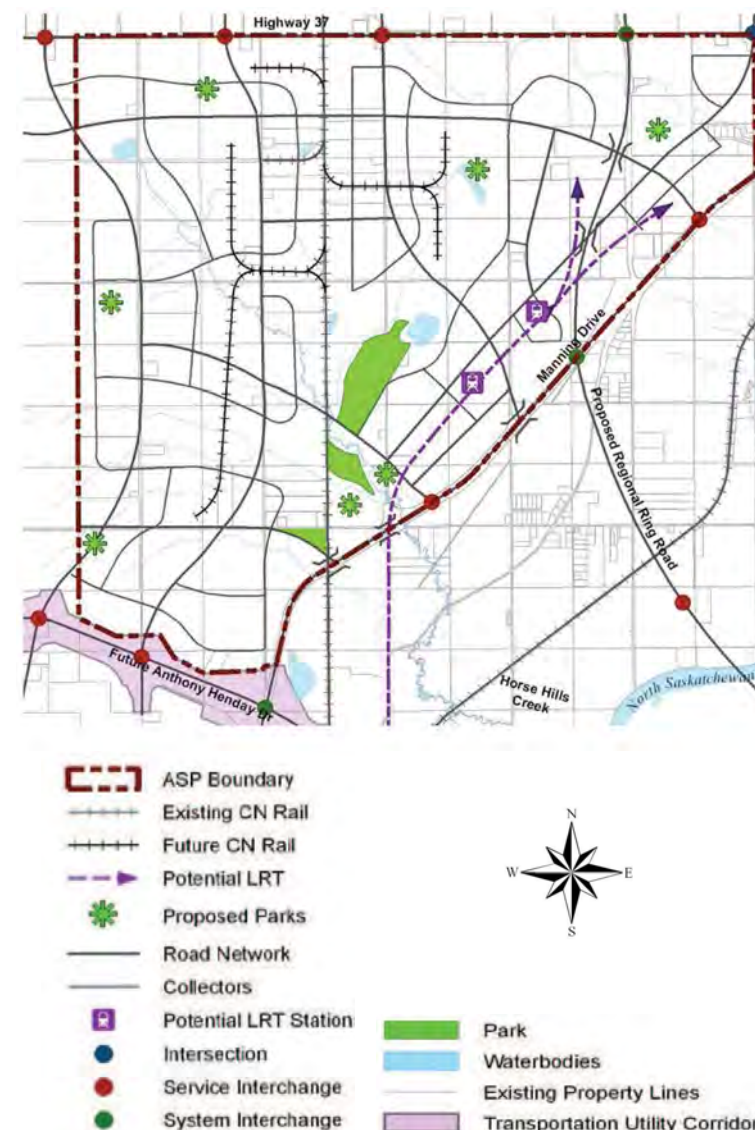 Highway 37
Manning Drive
Proposed Regional Ring Road
Future Anthony Henday Dr
Horse Hills
Creek
North Saskatchewan
ASP Boundary
Existing CN Rail
Future CN Rail
Potential LRT
Proposed Parks
Road Network
Collectors
Potential LRT Station
Intersection
Service Interchange
System Interchange
N
W
E
S
Park
Waterbodies
Existing Property Lines
Transportation Utility Corridor